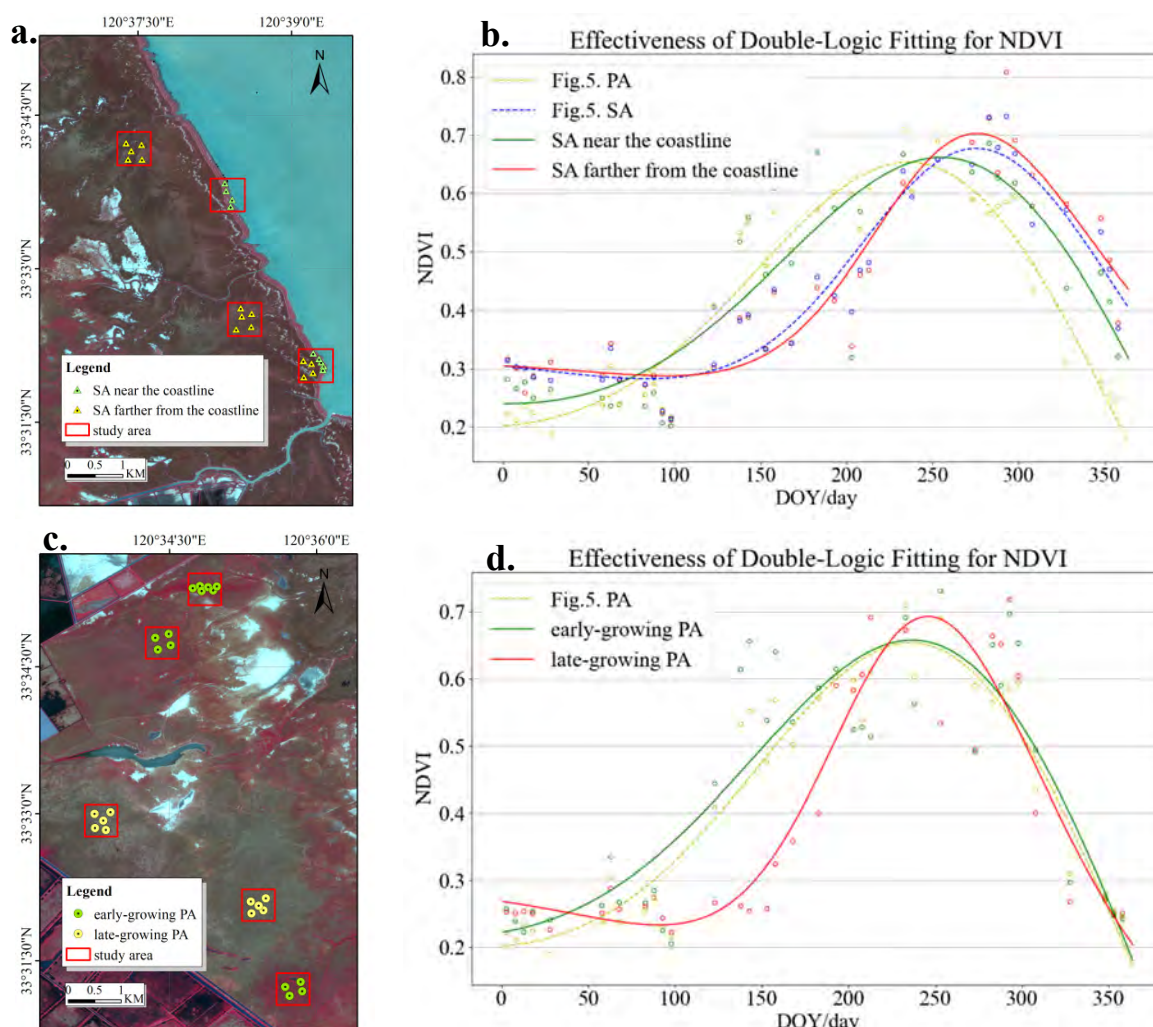 a.
120°37'30"E 120°39'0"E
N
33°34'30"N
33°33'0"N
33°31'30"N
Legend
SA near the coastline
SA farther from the coastline
study area
0 0.5 1
KM
b.
Effectiveness of Double-Logic Fitting for NDVI
Fig.5. PA
Fig.5. SA
SA near the coastline
SA farther from the coastline
NDVI
0.8
0.7
0.6
0.5
0.4
0.3
0.2
0 50 100 150 200 250 300 350
DOY/day
c.
120°34'30"E 120°36'0"E
N
33°34'30"N
33°33'0"N
33°31'30"N
Legend
early-growing PA
late-growing PA
study area
0 0.5 1
KM
d.
Effectiveness of Double-Logic Fitting for NDVI
Fig.5. PA
early-growing PA
late-growing PA
NDVI
0.7
0.6
0.5
0.4
0.3
0.2
0 50 100 150 200 250 300 350
DOY/day